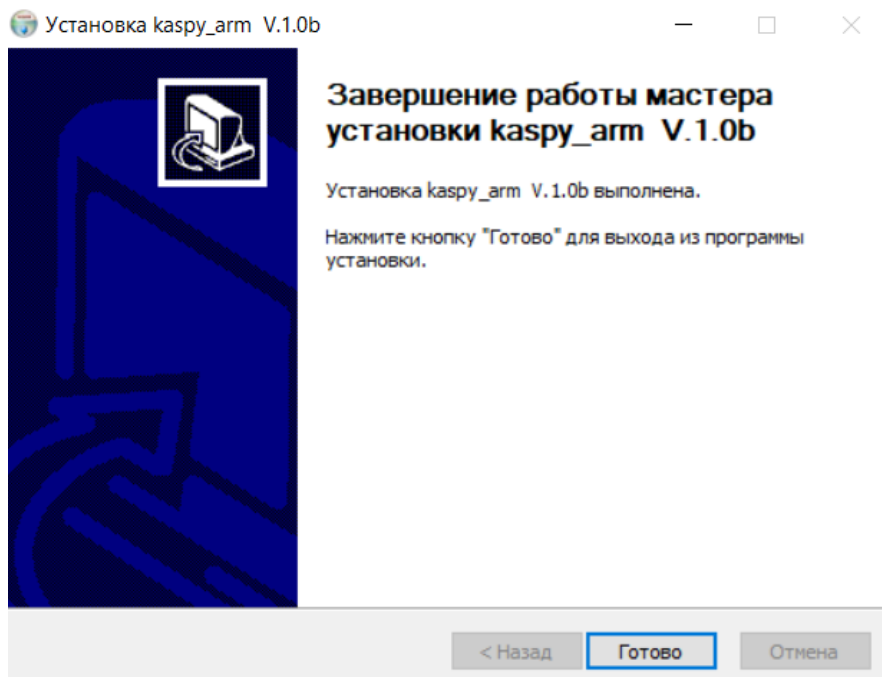 Установка kaspy_arm  V.1.0b
Завершение работы мастера
установки kaspy_arm  V.1.0b
Установка kaspy_arm  V.1.0b выполнена.
Нажмите кнопку "Готово" для выхода из программы
установки.
< Назад
Готово
Отмена